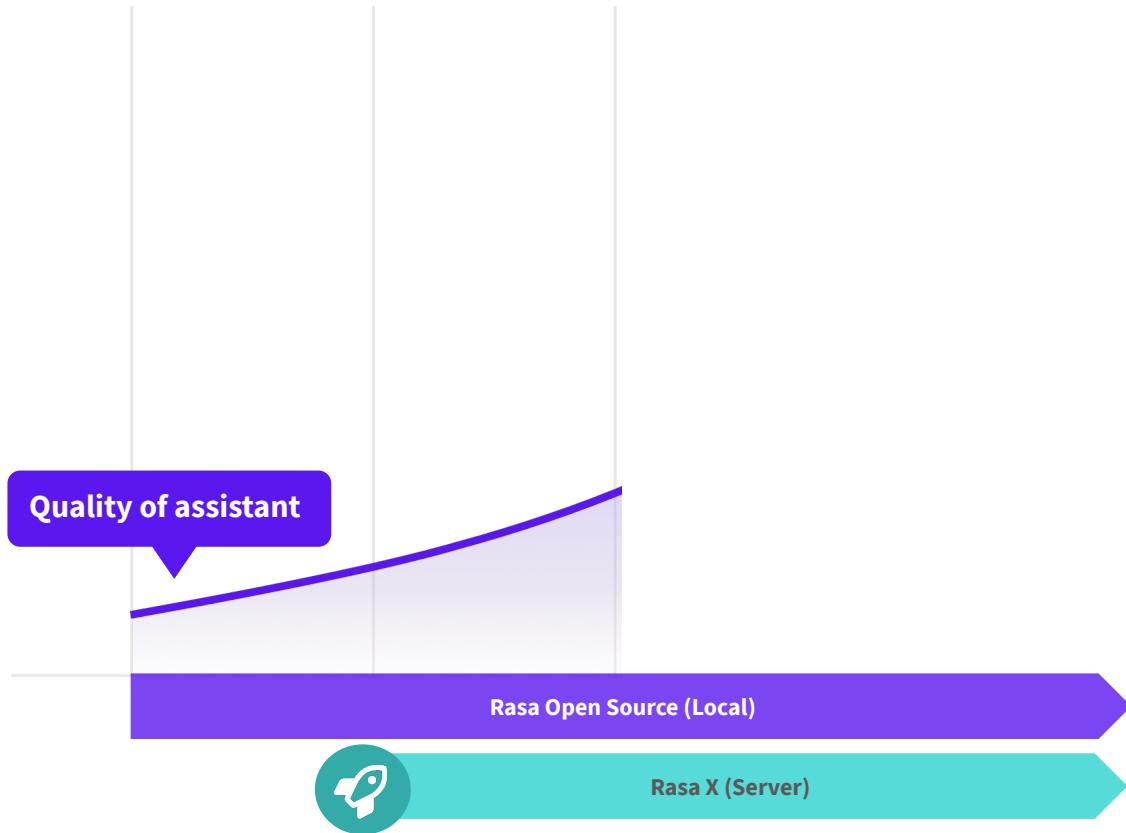 Quality of assistant
Rasa Open Source (Local)
Rasa X (Server)